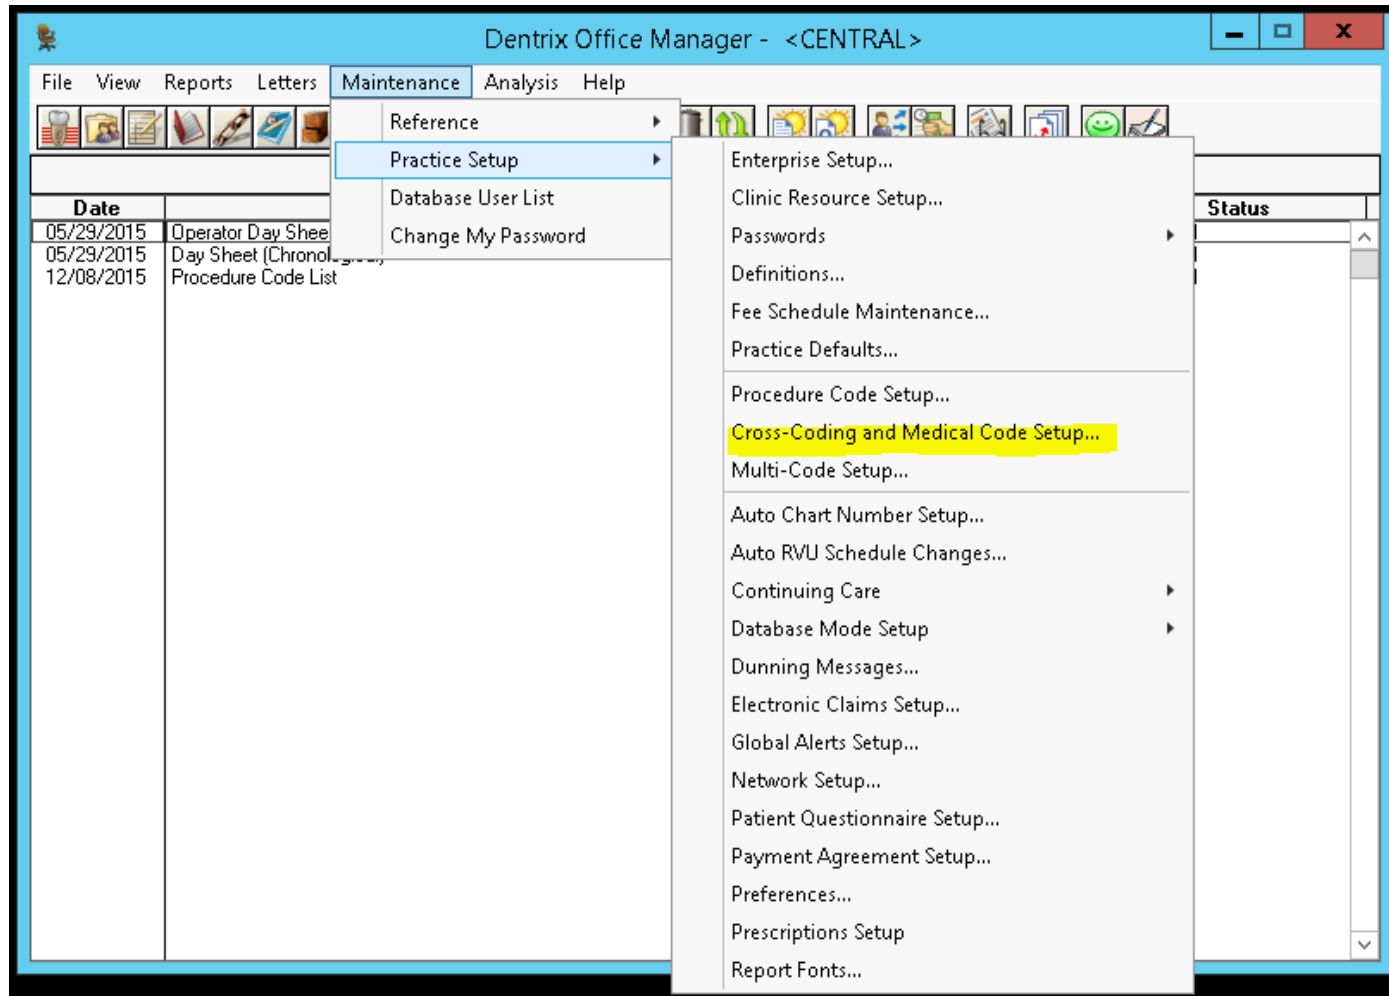 Dentrix Office Manager - <CENTRAL>
File View Reports Letters Maintenance Analysis Help
Reference
Practice Setup
Database User List
Change My Password
Date
Status
05/29/2015 Operator Day Shee
05/29/2015 Day Sheet
12/08/2015 Procedure Code List
Enterprise Setup...
Clinic Resource Setup...
Passwords
Definitions...
Fee Schedule Maintenance...
Practice Defaults...
Procedure Code Setup...
Cross-Coding and Medical Code Setup...
Multi-Code Setup...
Auto Chart Number Setup...
Auto RVU Schedule Changes...
Continuing Care
Database Mode Setup
Dunning Messages...
Electronic Claims Setup...
Global Alerts Setup...
Network Setup...
Patient Questionnaire Setup...
Payment Agreement Setup...
Preferences...
Prescriptions Setup
Report Fonts...